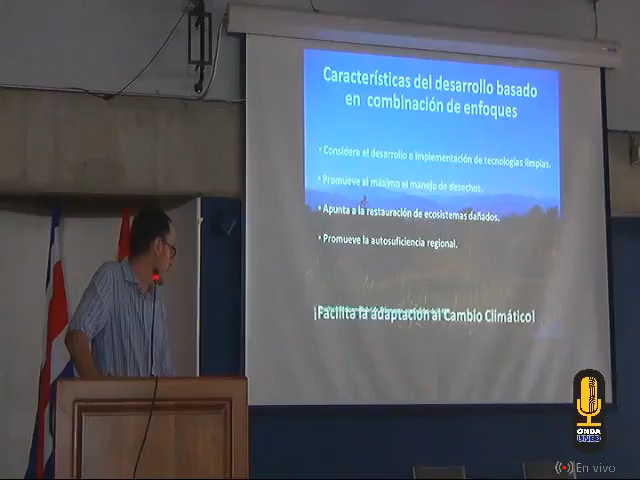 Características del desarrollo basado
en combinación de enfoques
• Considera el desarrollo e implementación de tecnologías limpias.
• Promueve al máximo el manejo de desechos.
• Apunta a la restauración de ecosistemas dañados.
• Promueve la autosuficiencia regional.
¡Facilita la adaptación al Cambio Climático!
ONDA
UNED
En vivo